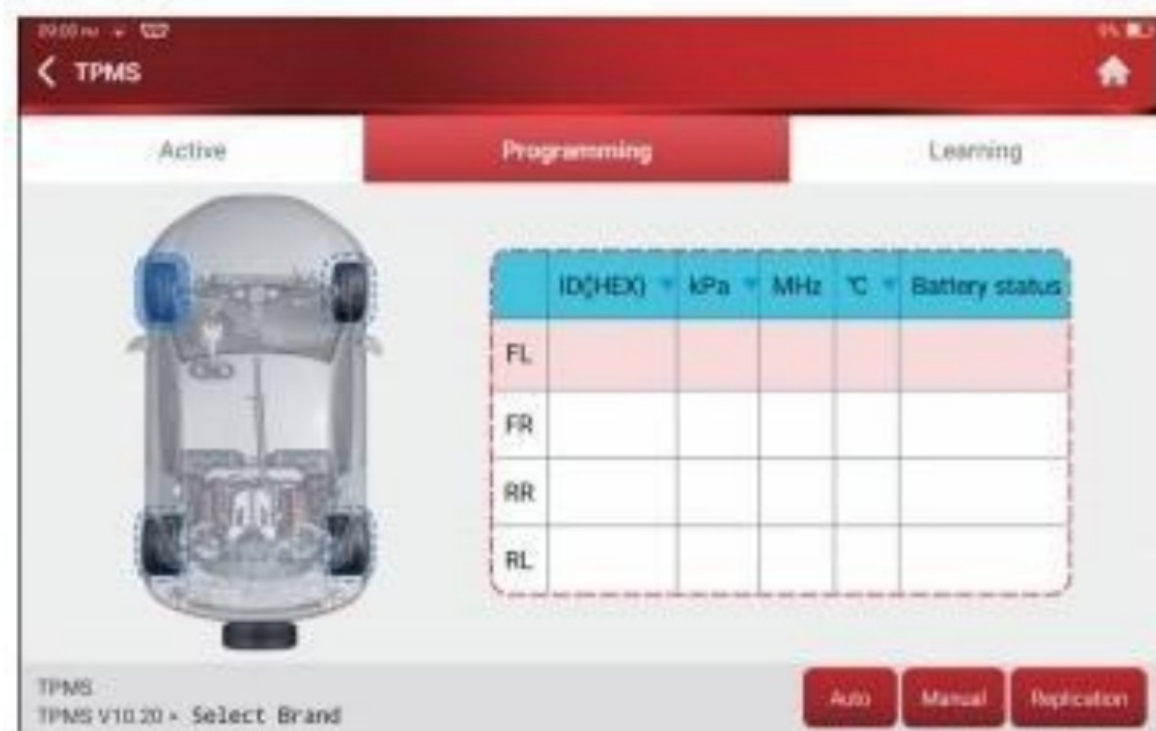 TPMS
Active
Programming
Learning
ID(HEX) kPa MHz ℃ Battery status
FL
FR
RR
RL
TPMS
TPMS V10.20 > Select Brand
Auto
Manual
Replication